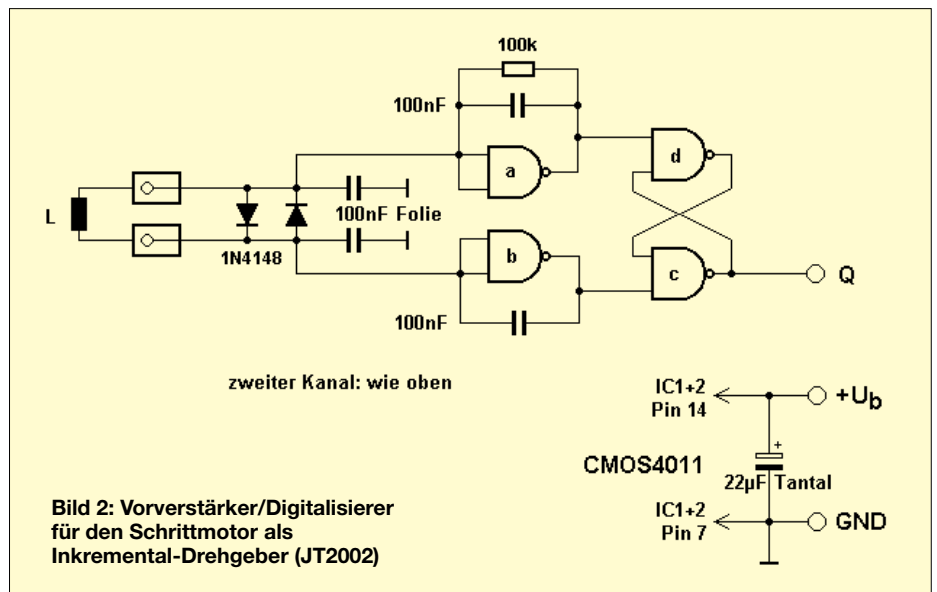 100k
100nF
a
d
L
100nF Folie
1N4148
b
c
Q
100nF
zweiter Kanal: wie oben
IC1+2
Pin 14
+Ub
+
CMOS4011
22µF Tantal
IC1+2
Pin 7
GND
Bild 2: Vorverstärker/Digitalisierer
für den Schrittmotor als
Inkremental-Drehgeber (JT2002)